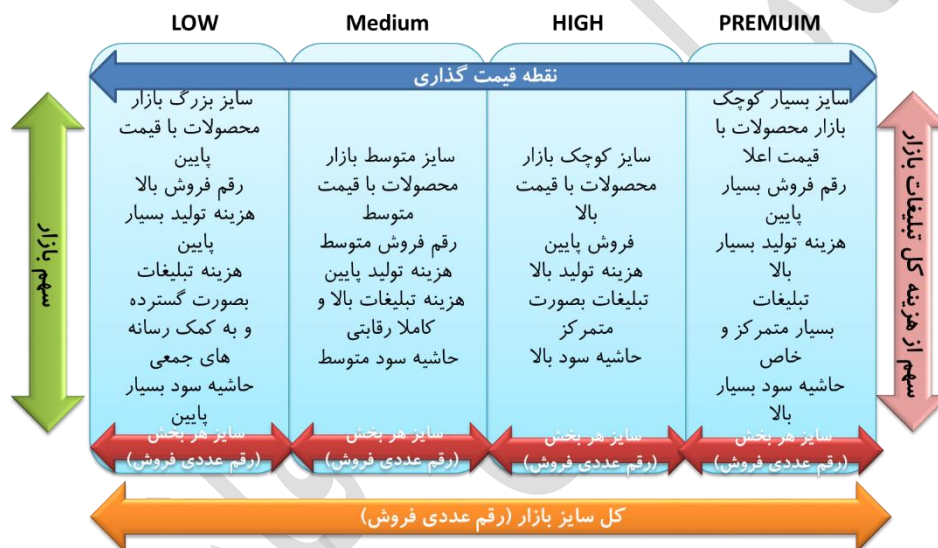 LOW
Medium
HIGH
PREMUIM
نقطه قیمت گذاری
سهم بازار
سایز بزرگ بازار
محصولات با قیمت
پایین
رقم فروش بالا
هزینه تولید بسیار
پایین
هزینه تبلیغات
بصورت گسترده
و به کمک رسانه
های جمعی
حاشیه سود بسیار
پایین
سایز متوسط بازار
محصولات با قیمت
متوسط
رقم فروش متوسط
هزینه تولید پایین
هزینه تبلیغات بالا و
کاملا رقابتی
حاشیه سود متوسط
سایز کوچک بازار
محصولات با قیمت
بالا
فروش پایین
هزینه تولید بالا
تبلیغات بصورت
متمرکز
حاشیه سود بالا
سایز بسیار کوچک
بازار محصولات با
قیمت اعلا
رقم فروش بسیار
پایین
هزینه تولید بسیار
بالا
تبلیغات
بسیار متمرکز و
خاص
حاشیه سود بسیار
بالا
سهم از هزینه کل تبلیغات بازار
سایز هر بخش
(رقم عددی فروش)
سایز هر بخش
(رقم عددی فروش)
سایز هر بخش
(رقم عددی فروش)
سایز هر بخش
(رقم عددی فروش)
کل سایز بازار (رقم عددی فروش)